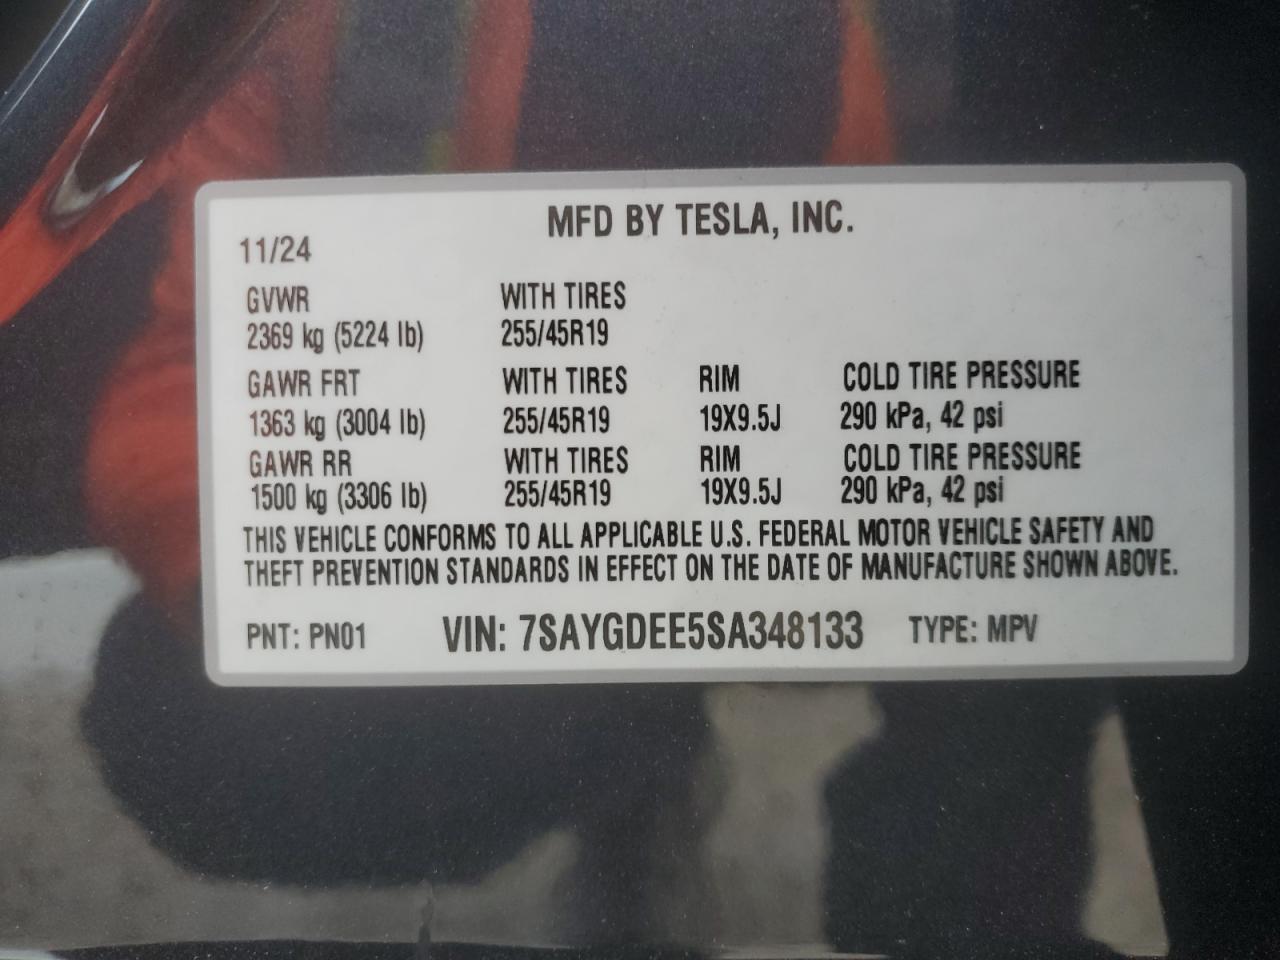 MFD BY TESLA, INC.
11/24
GVWR WITH TIRES
2369 kg (5224 lb) 255/45R19
GAWR FRT WITH TIRES RIM COLD TIRE PRESSURE
1363 kg (3004 lb) 255/45R19 19X9.5J 290 kPa, 42 psi
GAWR RR WITH TIRES RIM COLD TIRE PRESSURE
1500 kg (3306 lb) 255/45R19 19X9.5J 290 kPa, 42 psi
THIS VEHICLE CONFORMS TO ALL APPLICABLE U.S. FEDERAL MOTOR VEHICLE SAFETY AND
THEFT PREVENTION STANDARDS IN EFFECT ON THE DATE OF MANUFACTURE SHOWN ABOVE.
PNT: PN01 VIN: 7SAYGDEE5SA348133 TYPE: MPV